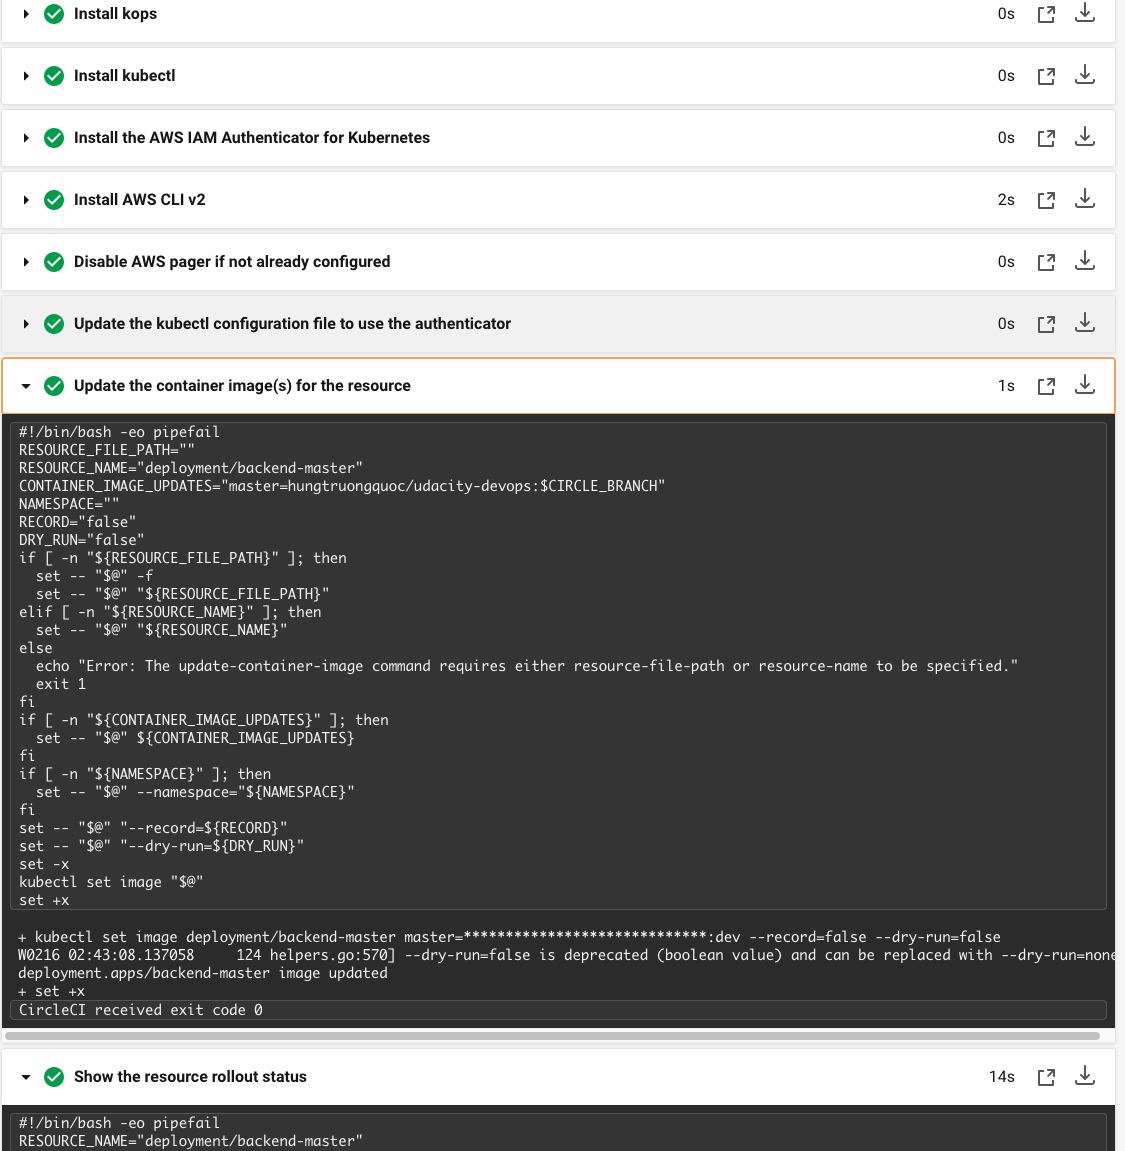 Install kops 0s
Install kubectl 0s
Install the AWS IAM Authenticator for Kubernetes 0s
Install AWS CLI v2 2s
Disable AWS pager if not already configured 0s
Update the kubectl configuration file to use the authenticator 0s
Update the container image(s) for the resource 1s
#!/bin/bash -eo pipefail
RESOURCE_FILE_PATH=""
RESOURCE_NAME="deployment/backend-master"
CONTAINER_IMAGE_UPDATES="master=hungtruongquoc/udacity-devops:$CIRCLE_BRANCH"
NAMESPACE=""
RECORD="false"
DRY_RUN="false"
if [ -n "${RESOURCE_FILE_PATH}" ]; then
  set -- "$@" -f
  set -- "$@" "${RESOURCE_FILE_PATH}"
elif [ -n "${RESOURCE_NAME}" ]; then
  set -- "$@" "${RESOURCE_NAME}"
else
  echo "Error: The update-container-image command requires either resource-file-path or resource-name to be specified."
  exit 1
fi
if [ -n "${CONTAINER_IMAGE_UPDATES}" ]; then
  set -- "$@" ${CONTAINER_IMAGE_UPDATES}
fi
if [ -n "${NAMESPACE}" ]; then
  set -- "$@" --namespace="${NAMESPACE}"
fi
set -- "$@" "--record=${RECORD}"
set -- "$@" "--dry-run=${DRY_RUN}"
set -x
kubectl set image "$@"
set +x
+ kubectl set image deployment/backend-master master=*****************************:dev --record=false --dry-run=false
W0216 02:43:08.137058     124 helpers.go:570] --dry-run=false is deprecated (boolean value) and can be replaced with --dry-run=none
deployment.apps/backend-master image updated
+ set +x
CircleCI received exit code 0
Show the resource rollout status 14s
#!/bin/bash -eo pipefail
RESOURCE_NAME="deployment/backend-master"